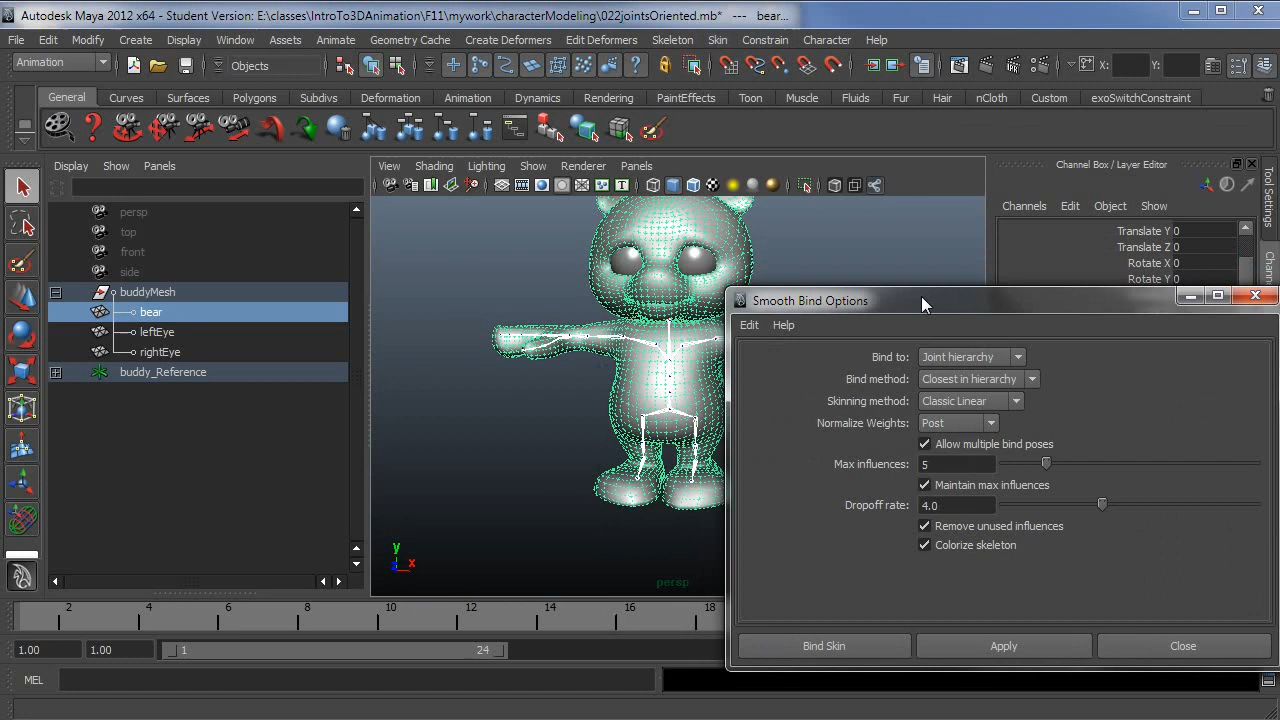 Autodesk Maya 2012 x64 - Student Version: E:\classes\IntroTo3DAnimation\F11\mywork\characterModeling\022jointsOriented.mb* --- bear...
File Edit Modify Create Display Window Assets Animate Geometry Cache Create Deformers Edit Deformers Skeleton Skin Constrain Character Help
Animation Objects X: Y:
General Curves Surfaces Polygons Subdivs Deformation Animation Dynamics Rendering PaintEffects Toon Muscle Fluids Fur Hair nCloth Custom exoSwitchConstraint
Display Show Panels
View Shading Lighting Show Renderer Panels
Channel Box / Layer Editor
Tool Settings
Channels Edit Object Show
persp
top
front
side
buddyMesh
bear
leftEye
rightEye
buddy_Reference
Translate Y 0
Translate Z 0
Rotate X 0
Rotate Y 0
Smooth Bind Options
Edit Help
Bind to: Joint hierarchy
Bind method: Closest in hierarchy
Skinning method: Classic Linear
Normalize Weights: Post
Allow multiple bind poses
Max influences: 5
Maintain max influences
Dropoff rate: 4.0
Remove unused influences
Colorize skeleton
Bind Skin Apply Close
y
x
persp
2 4 6 8 10 12 14 16 18
1.00 1.00 1 24
MEL